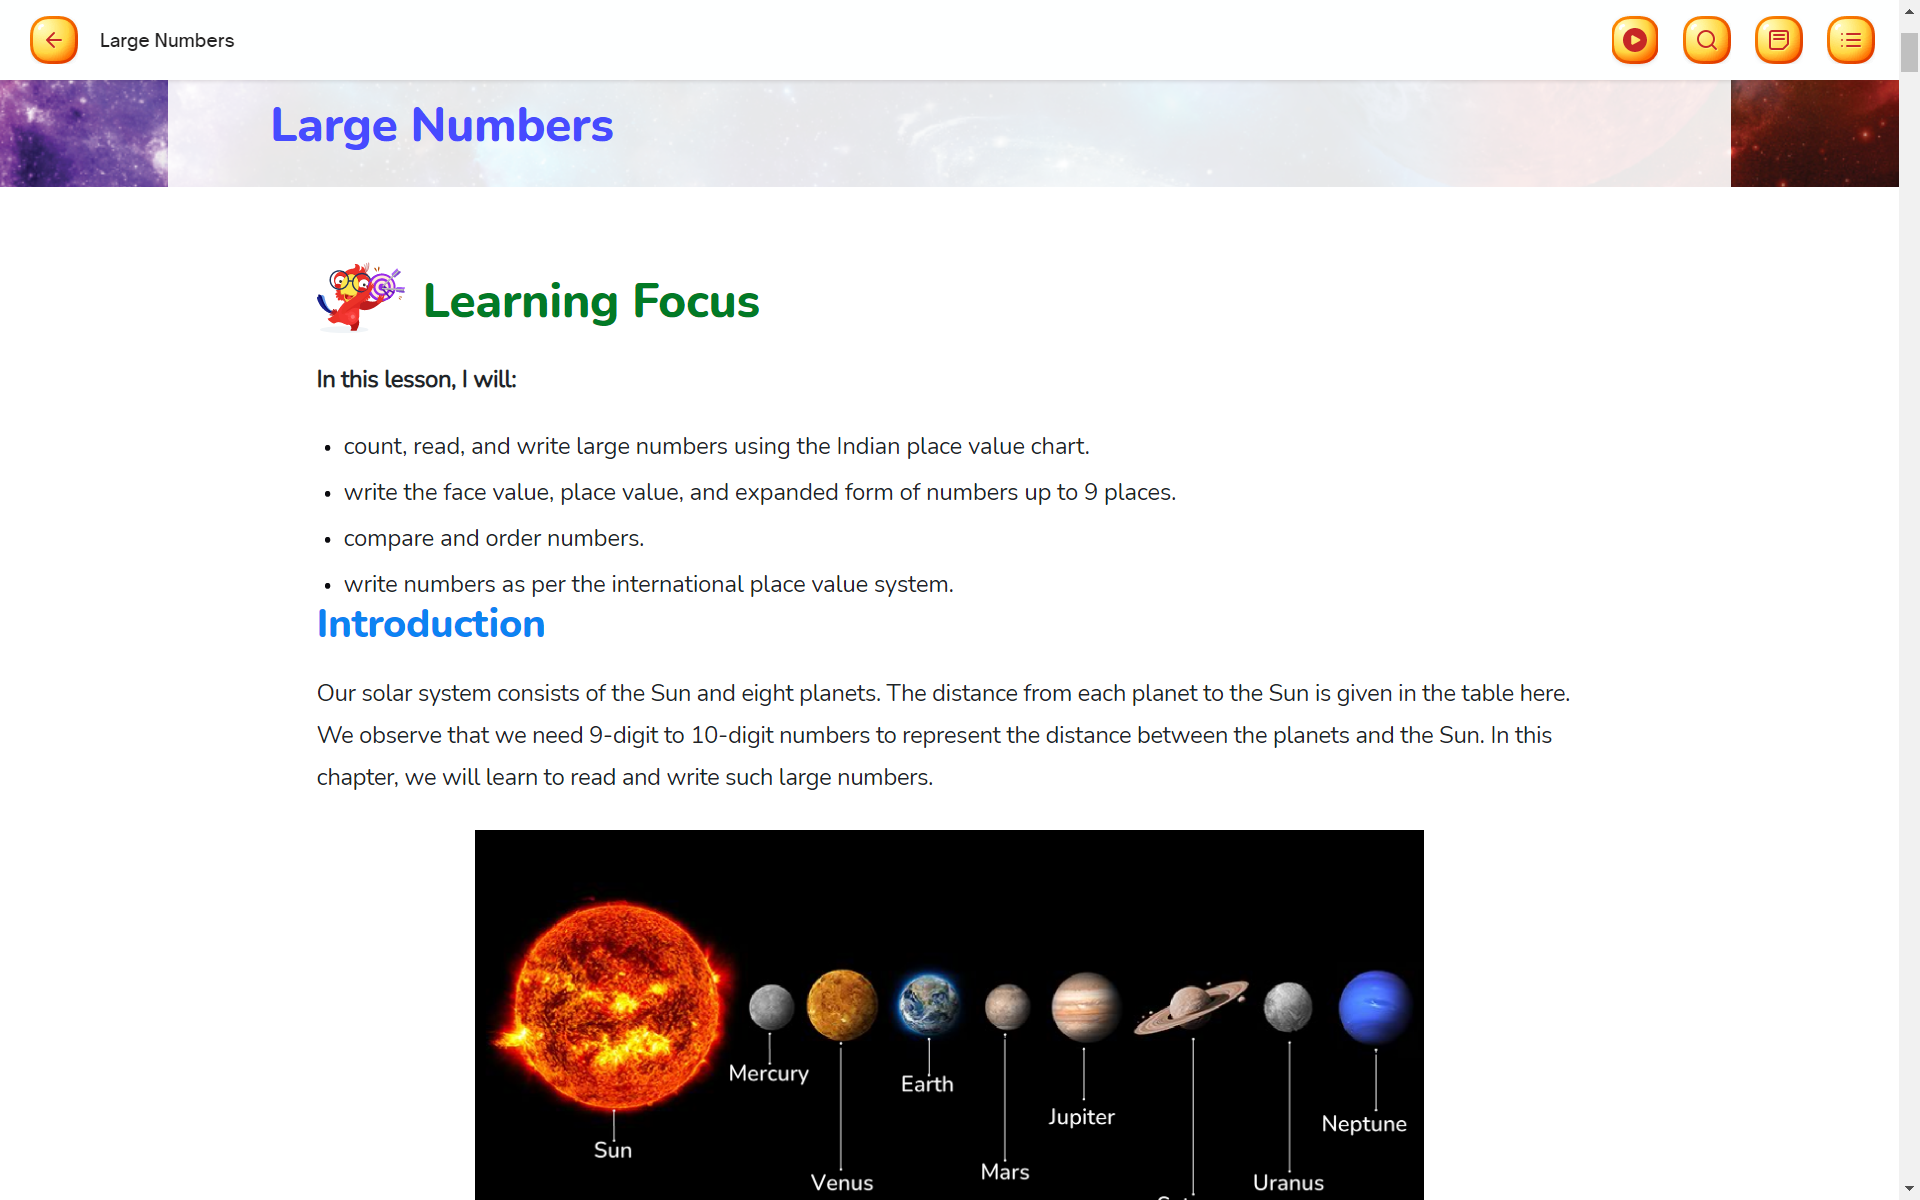 Large Numbers
Large Numbers
Learning Focus
In this lesson, I will:
• count, read, and write large numbers using the Indian place value chart.
• write the face value, place value, and expanded form of numbers up to 9 places.
• compare and order numbers.
• write numbers as per the international place value system.
Introduction
Our solar system consists of the Sun and eight planets. The distance from each planet to the Sun is given in the table here.
We observe that we need 9-digit to 10-digit numbers to represent the distance between the planets and the Sun. In this
chapter, we will learn to read and write such large numbers.
Mercury
Earth
Jupiter
Neptune
Sun
Mars
Venus
Uranus